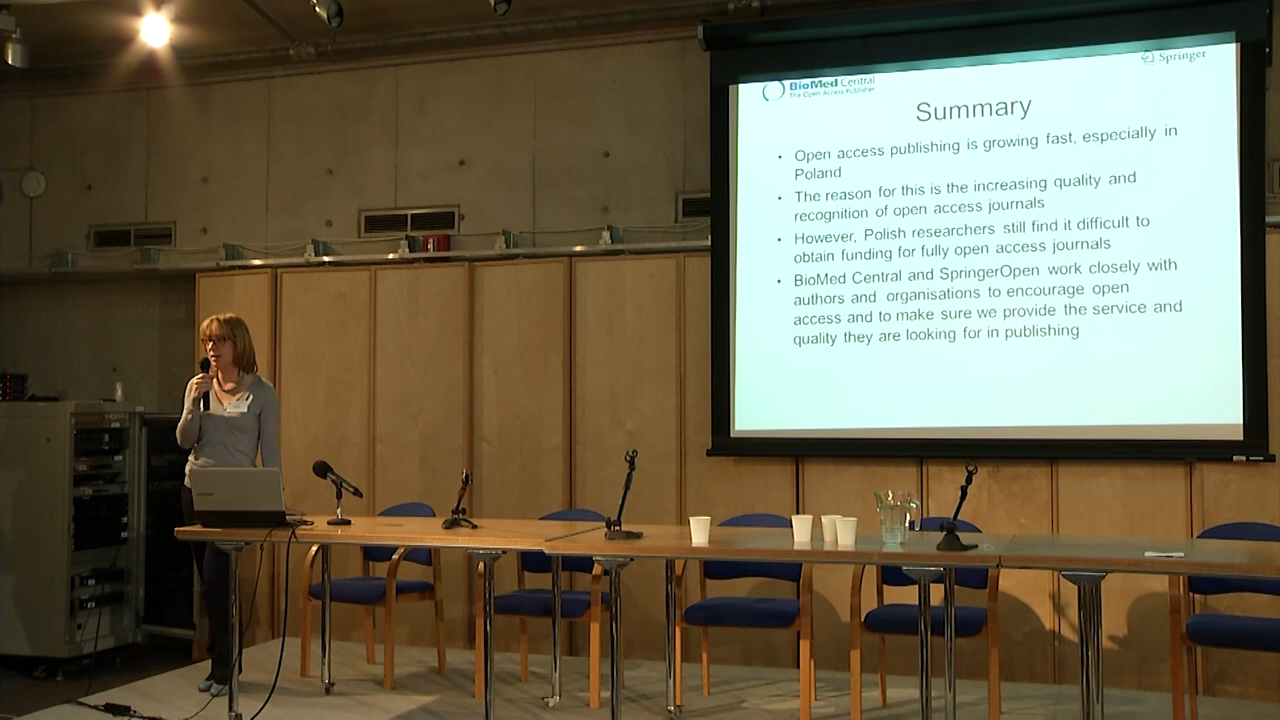 BioMed Central
The Open Access Publisher
Springer
Summary
• Open access publishing is growing fast, especially in
Poland
• The reason for this is the increasing quality and
recognition of open access journals
• However, Polish researchers still find it difficult to
obtain funding for fully open access journals
• BioMed Central and SpringerOpen work closely with
authors and organisations to encourage open
access and to make sure we provide the service and
quality they are looking for in publishing